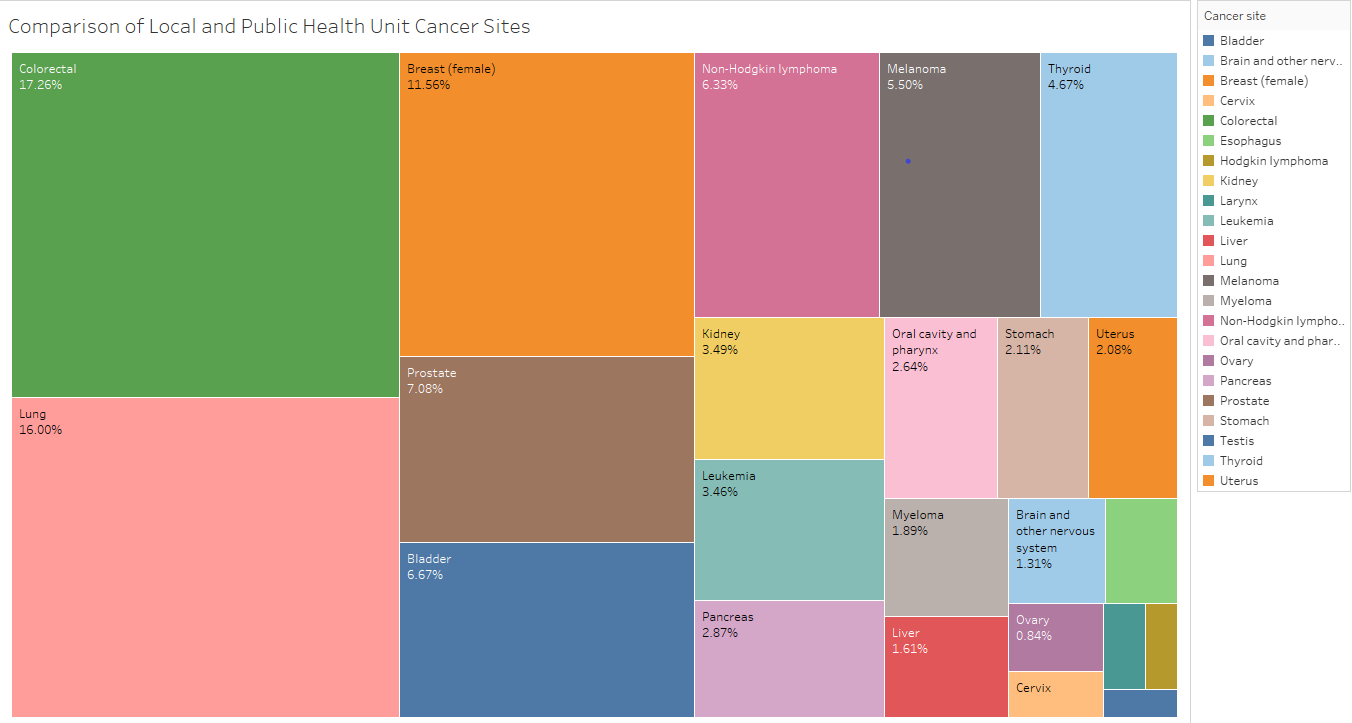 Comparison of Local and Public Health Unit Cancer Sites
Colorectal
17.26%
Lung
16.00%
Breast (female)
11.56%
Prostate
7.08%
Bladder
6.67%
Non-Hodgkin lymphoma
6.33%
Melanoma
5.50%
Thyroid
4.67%
Kidney
3.49%
Leukemia
3.46%
Pancreas
2.87%
Oral cavity and
pharynx
2.64%
Stomach
2.11%
Uterus
2.08%
Myeloma
1.89%
Liver
1.61%
Brain and
other nervous
system
1.31%
Ovary
0.84%
Cervix
Cancer site
Bladder
Brain and other nerv..
Breast (female)
Cervix
Colorectal
Esophagus
Hodgkin lymphoma
Kidney
Larynx
Leukemia
Liver
Lung
Melanoma
Myeloma
Non-Hodgkin lympho..
Oral cavity and phar..
Ovary
Pancreas
Prostate
Stomach
Testis
Thyroid
Uterus